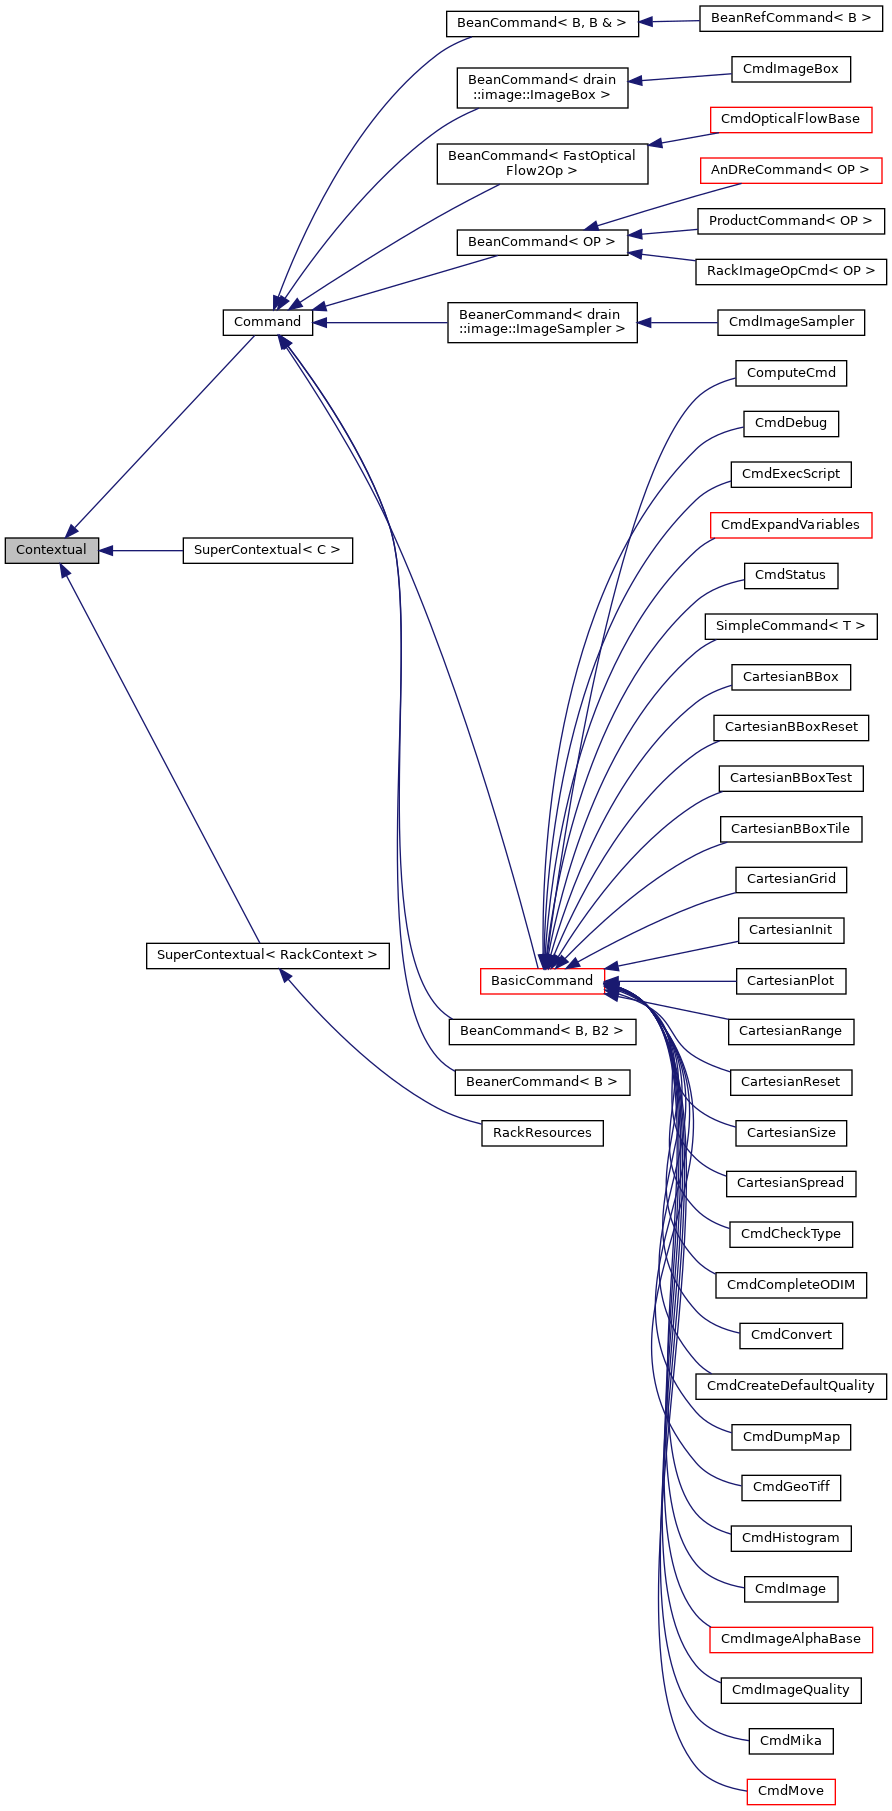 BeanCommand< B, B & >
BeanRefCommand< B >
BeanCommand< drain
::image::ImageBox >
CmdImageBox
BeanCommand< FastOptical
Flow2Op >
CmdOpticalFlowBase
AnDReCommand< OP >
BeanCommand< OP >
ProductCommand< OP >
RackImageOpCmd< OP >
Command
BeanerCommand< drain
::image::ImageSampler >
CmdImageSampler
ComputeCmd
CmdDebug
CmdExecScript
CmdExpandVariables
Contextual
SuperContextual< C >
CmdStatus
SimpleCommand< T >
CartesianBBox
CartesianBBoxReset
CartesianBBoxTest
CartesianBBoxTile
CartesianGrid
CartesianInit
SuperContextual< RackContext >
BasicCommand
CartesianPlot
BeanCommand< B, B2 >
CartesianRange
BeanerCommand< B >
CartesianReset
RackResources
CartesianSize
CartesianSpread
CmdCheckType
CmdCompleteODIM
CmdConvert
CmdCreateDefaultQuality
CmdDumpMap
CmdGeoTiff
CmdHistogram
CmdImage
CmdImageAlphaBase
CmdImageQuality
CmdMika
CmdMove